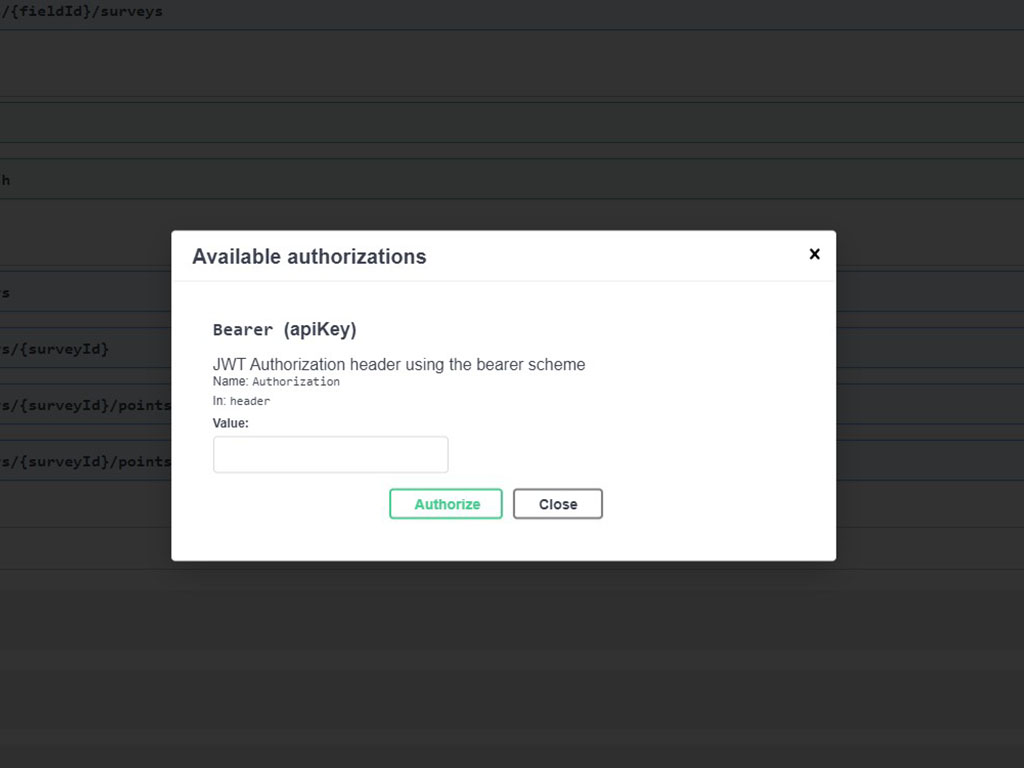 /{fieldId}/surveys
h
Available authorizations
×
s
Bearer (apiKey)
s/{surveyId}
JWT Authorization header using the bearer scheme
Name: Authorization
In: header
s/{surveyId}/points
Value:
s/{surveyId}/points
Authorize
Close